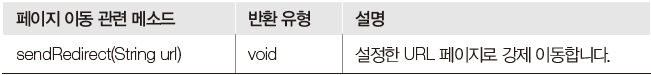 페이지 이동 관련 메소드 반환 유형 설명
sendRedirect(String url) void 설정한 URL 페이지로 강제 이동합니다.